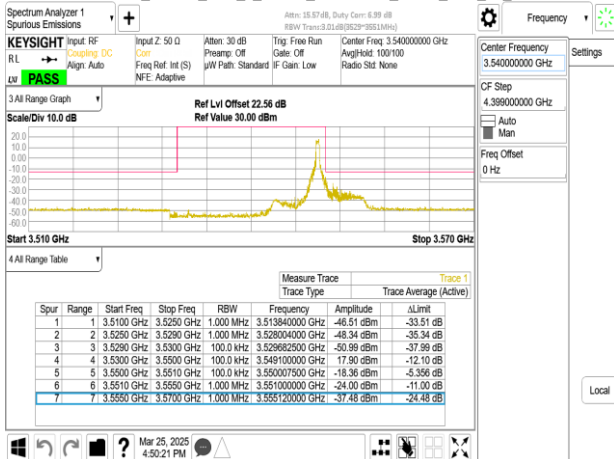 Spectrum Analyzer 1
Spurious Emissions
Attn: 15.57dB, Duty Corr: 6.99 dB
RBW Trans:3.01dB(3529~3551MHz)
Frequency
KEYSIGHT
RL
LXI
PASS
Input: RF
Coupling: DC
Align: Auto
Input Z: 50 Ω
Corr
Freq Ref: Int (S)
NFE: Adaptive
Atten: 30 dB
Preamp: Off
µW Path: Standard
Trig: Free Run
Gate: Off
IF Gain: Low
Center Freq: 3.540000000 GHz
Avg|Hold: 100/100
Radio Std: None
Center Frequency
3.540000000 GHz
CF Step
4.399000000 GHz
Auto
Man
Freq Offset
0 Hz
Settings
Local
3 All Range Graph
Scale/Div 10.0 dB
Ref Lvl Offset 22.56 dB
Ref Value 30.00 dBm
20.0
10.0
0.00
-10.0
-20.0
-30.0
-40.0
-50.0
-60.0
Start 3.510 GHz
Stop 3.570 GHz
4 All Range Table
Measure Trace Trace 1
Trace Type Trace Average (Active)
Spur Range Start Freq Stop Freq RBW Frequency Amplitude ΔLimit
1 1 3.5100 GHz 3.5250 GHz 1.000 MHz 3.513840000 GHz -46.51 dBm -33.51 dB
2 2 3.5250 GHz 3.5290 GHz 1.000 MHz 3.528004000 GHz -48.34 dBm -35.34 dB
3 3 3.5290 GHz 3.5300 GHz 100.0 kHz 3.529682500 GHz -50.99 dBm -37.99 dB
4 4 3.5300 GHz 3.5500 GHz 100.0 kHz 3.549100000 GHz 17.90 dBm -12.10 dB
5 5 3.5500 GHz 3.5510 GHz 100.0 kHz 3.550007500 GHz -18.36 dBm -5.356 dB
6 6 3.5510 GHz 3.5550 GHz 1.000 MHz 3.551000000 GHz -24.00 dBm -11.00 dB
7 7 3.5550 GHz 3.5700 GHz 1.000 MHz 3.555120000 GHz -37.48 dBm -24.48 dB
Mar 25, 2025
4:50:21 PM